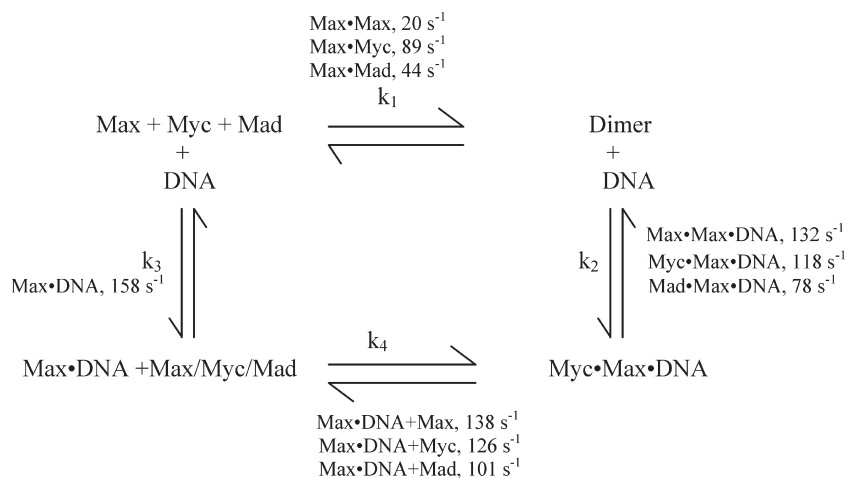 Max•Max, 20 s⁻¹
Max•Myc, 89 s⁻¹
Max•Mad, 44 s⁻¹
k₁
Max + Myc + Mad
+
DNA
Dimer
+
DNA
k₃
Max•DNA, 158 s⁻¹
k₂
Max•Max•DNA, 132 s⁻¹
Myc•Max•DNA, 118 s⁻¹
Mad•Max•DNA, 78 s⁻¹
k₄
Max•DNA +Max/Myc/Mad
Myc•Max•DNA
Max•DNA+Max, 138 s⁻¹
Max•DNA+Myc, 126 s⁻¹
Max•DNA+Mad, 101 s⁻¹